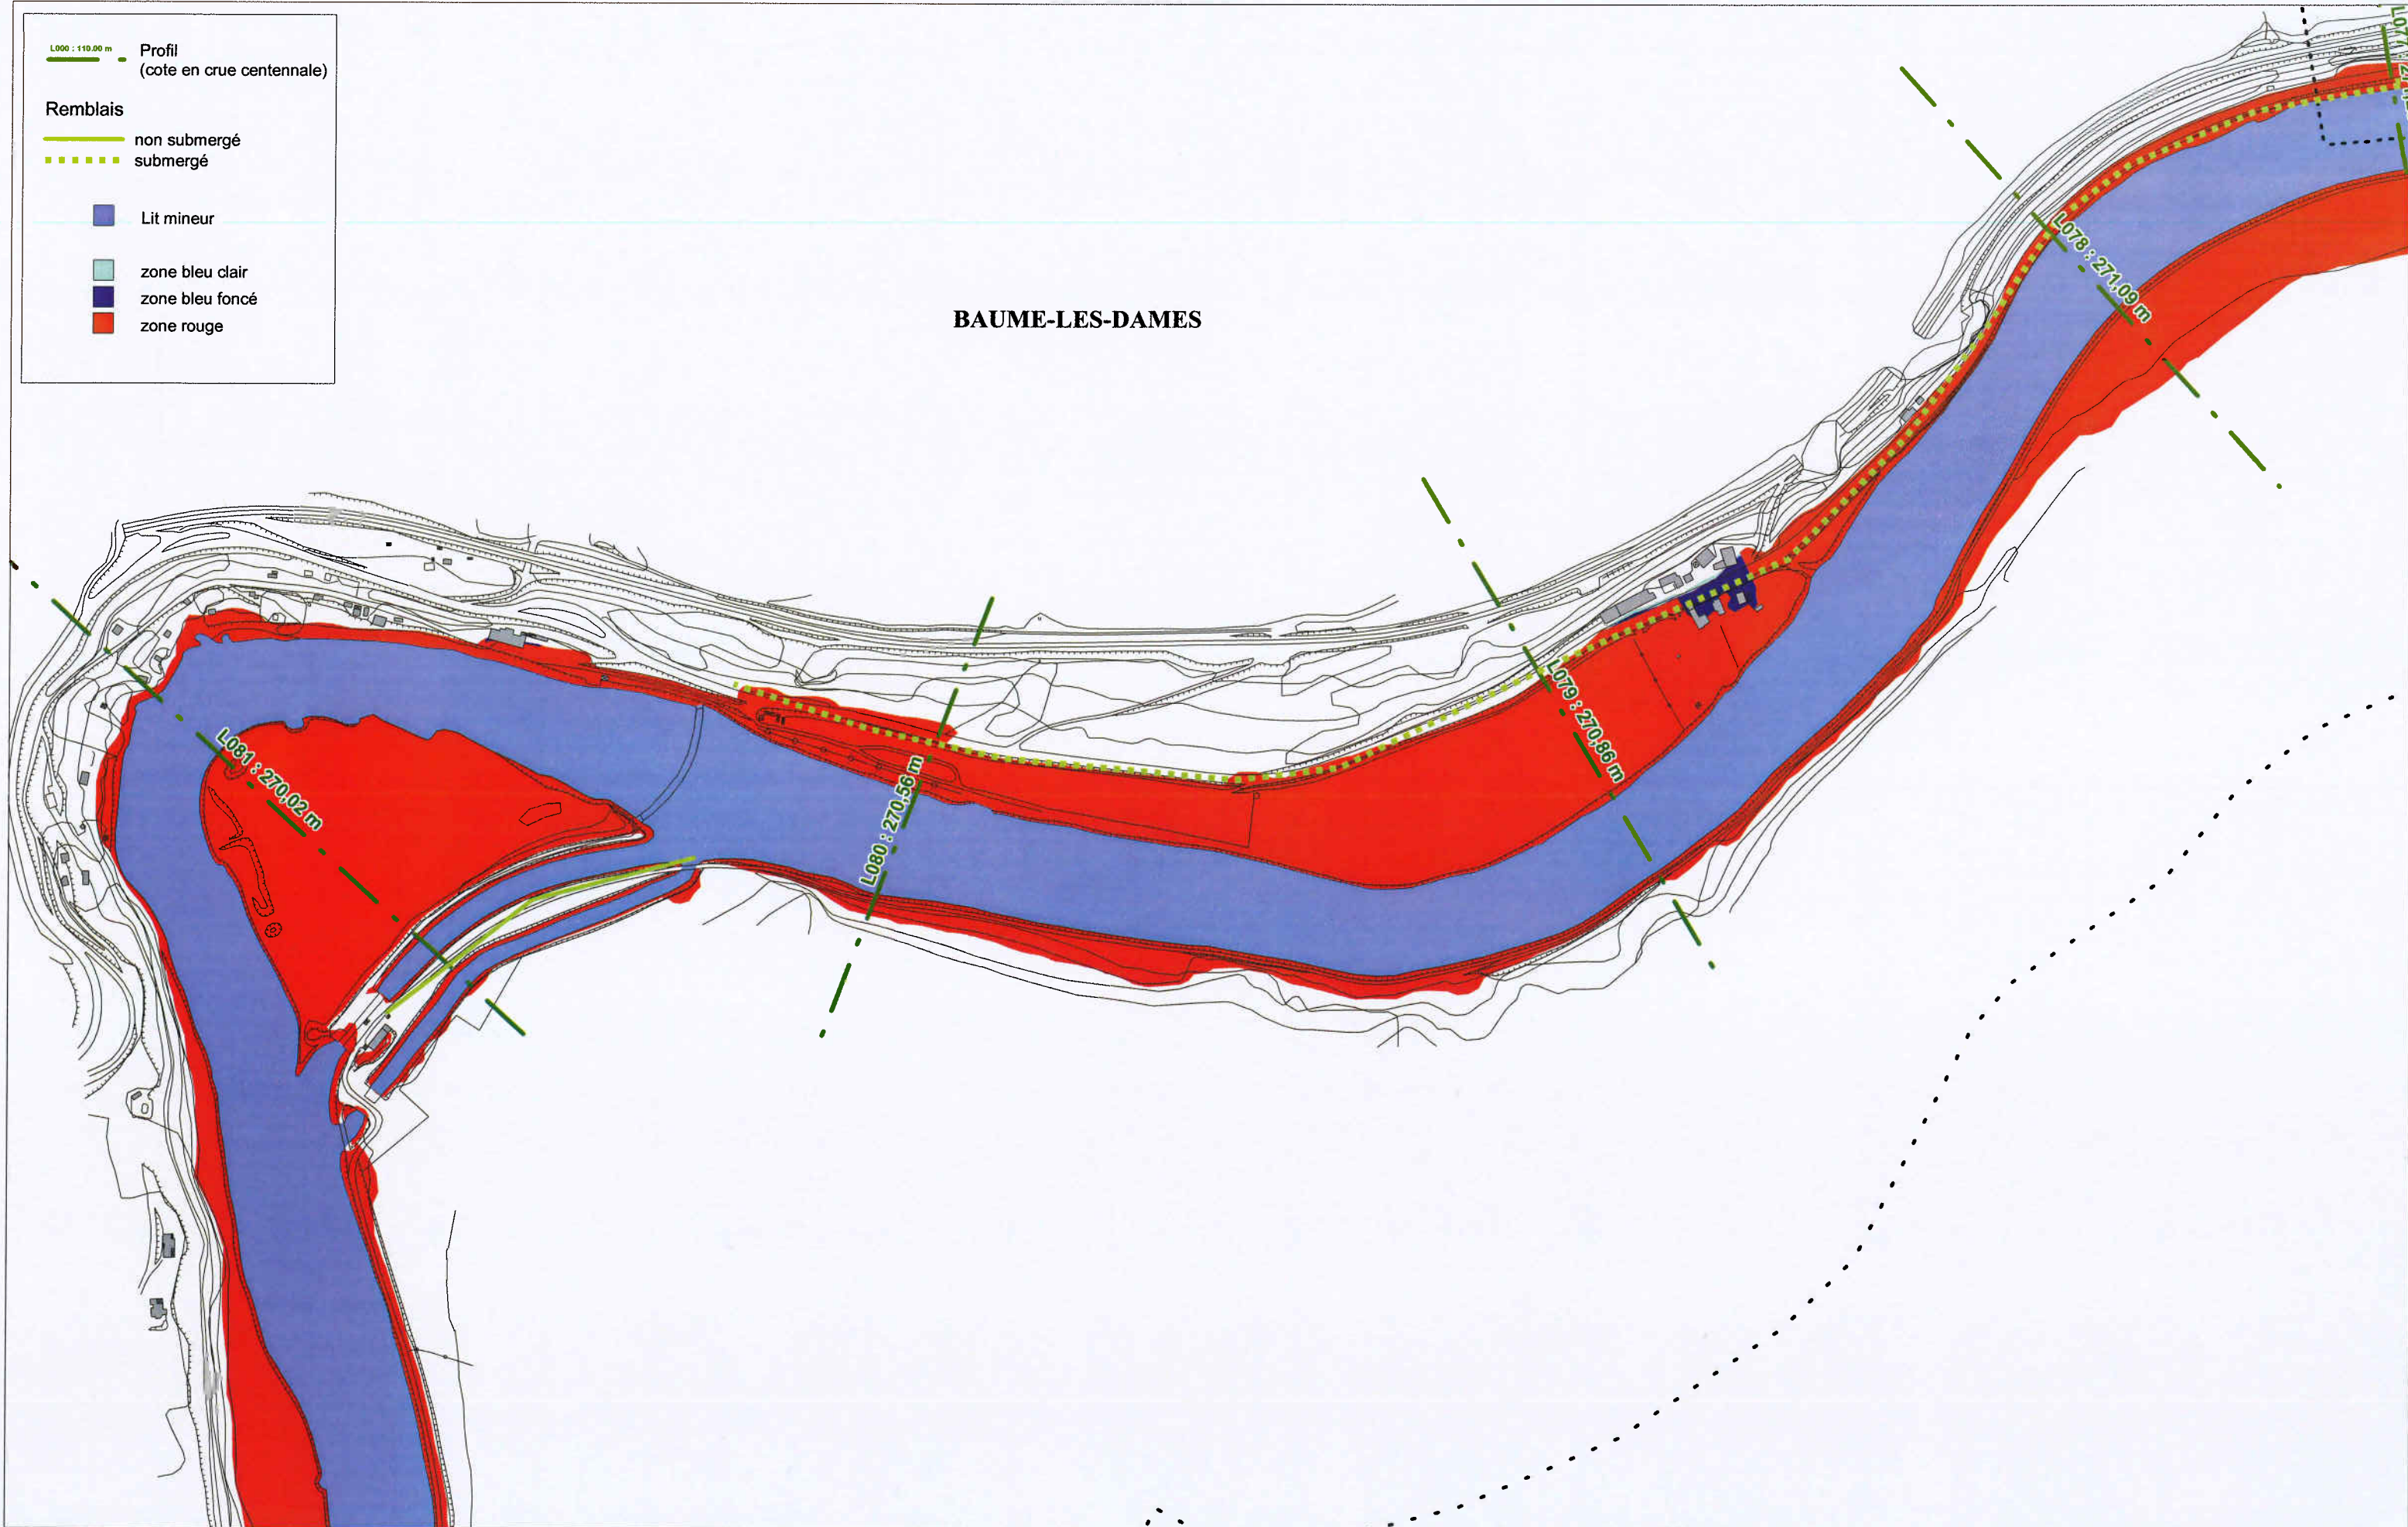 L000 : 110.00 m
Profil
(cote en crue centennale)
Remblais
non submergé
submergé
Lit mineur
zone bleu clair
zone bleu foncé
zone rouge
BAUME-LES-DAMES
L078 : 271,09 m
L079 : 270,86 m
L080 : 270,56 m
L081 : 270,02 m
L077 :